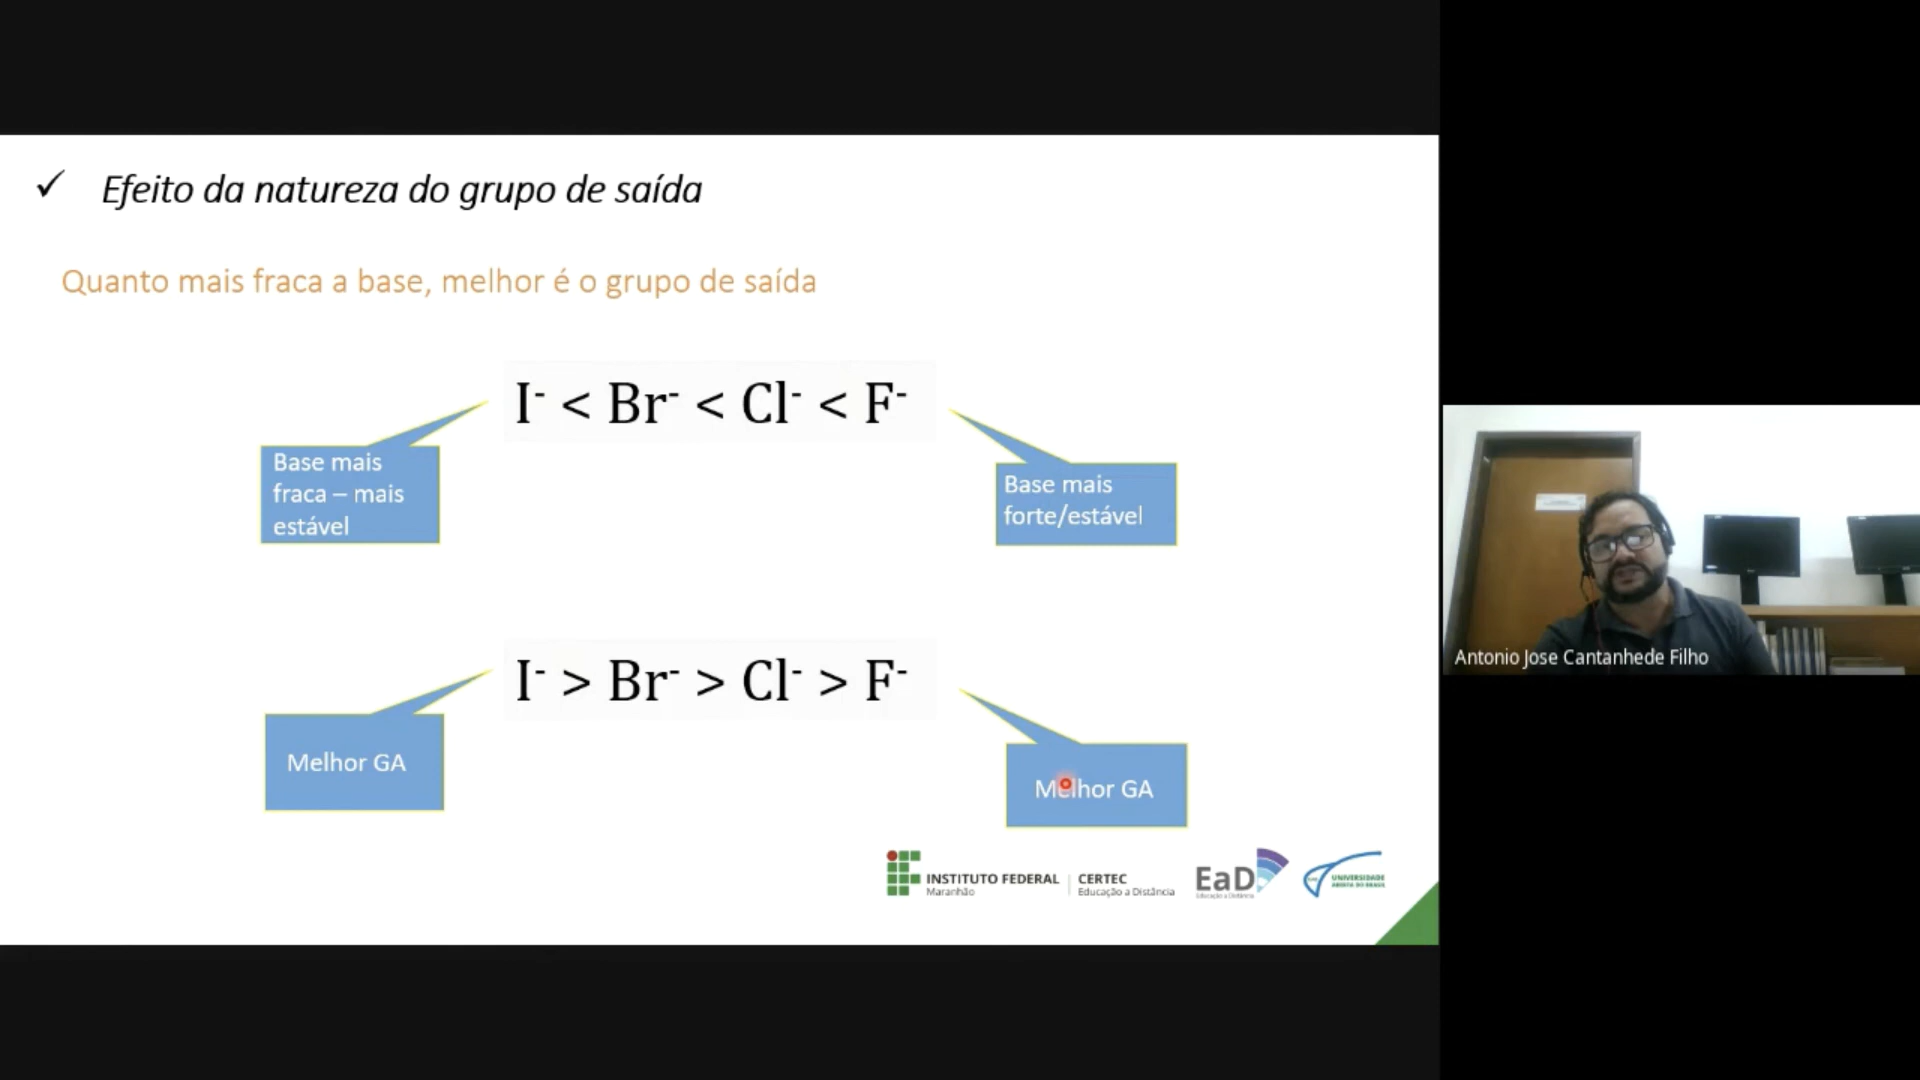 ✓ Efeito da natureza do grupo de saída
Quanto mais fraca a base, melhor é o grupo de saída
I⁻ < Br⁻ < Cl⁻ < F⁻
Base mais
fraca – mais
estável
Base mais
forte/estável
I⁻ > Br⁻ > Cl⁻ > F⁻
Melhor GA
Melhor GA
INSTITUTO FEDERAL
Maranhão
CERTEC
Educação a Distância
EaD
Educação a Distância
UNIVERSIDADE
ABERTA DO BRASIL
Antonio Jose Cantanhede Filho